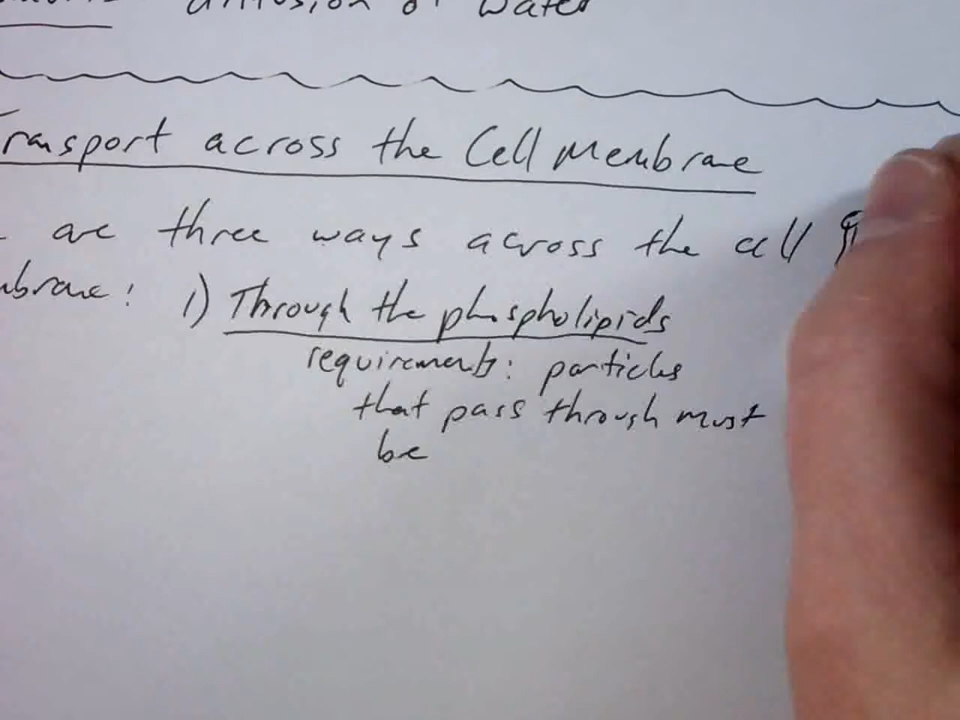 diffusion of water
Transport across the Cell Membrane
are three ways across the cell
mbrane: 1) Through the phospholipids
requirements: particles
that pass through must
be